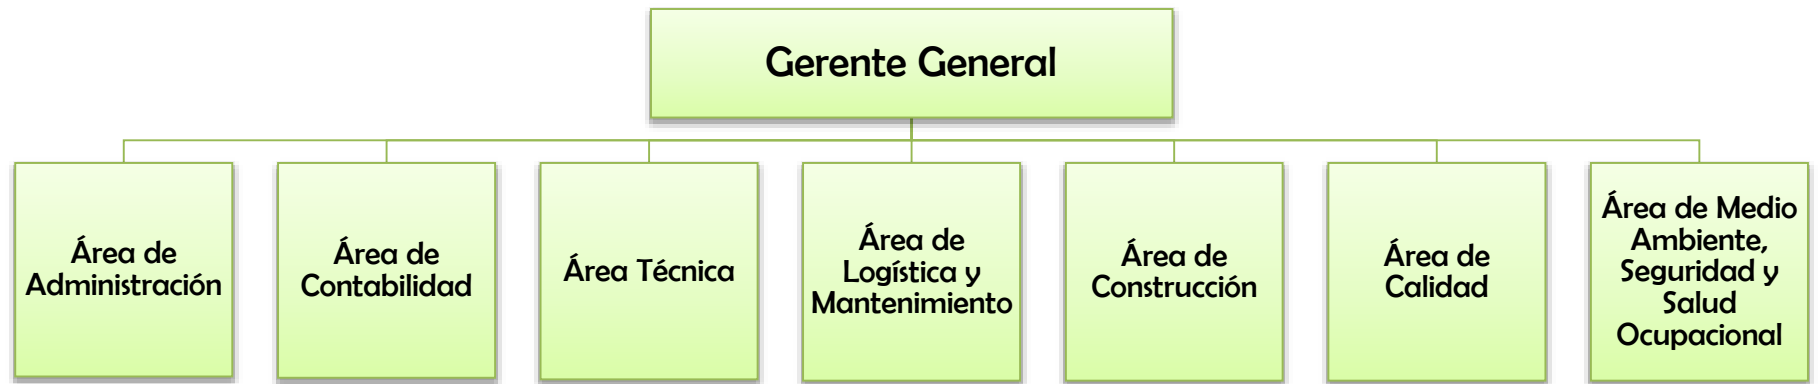 Gerente General
Área de
Administración
Área de
Contabilidad
Área Técnica
Área de
Logística y
Mantenimiento
Área de
Construcción
Área de
Calidad
Área de Medio
Ambiente,
Seguridad y
Salud
Ocupacional